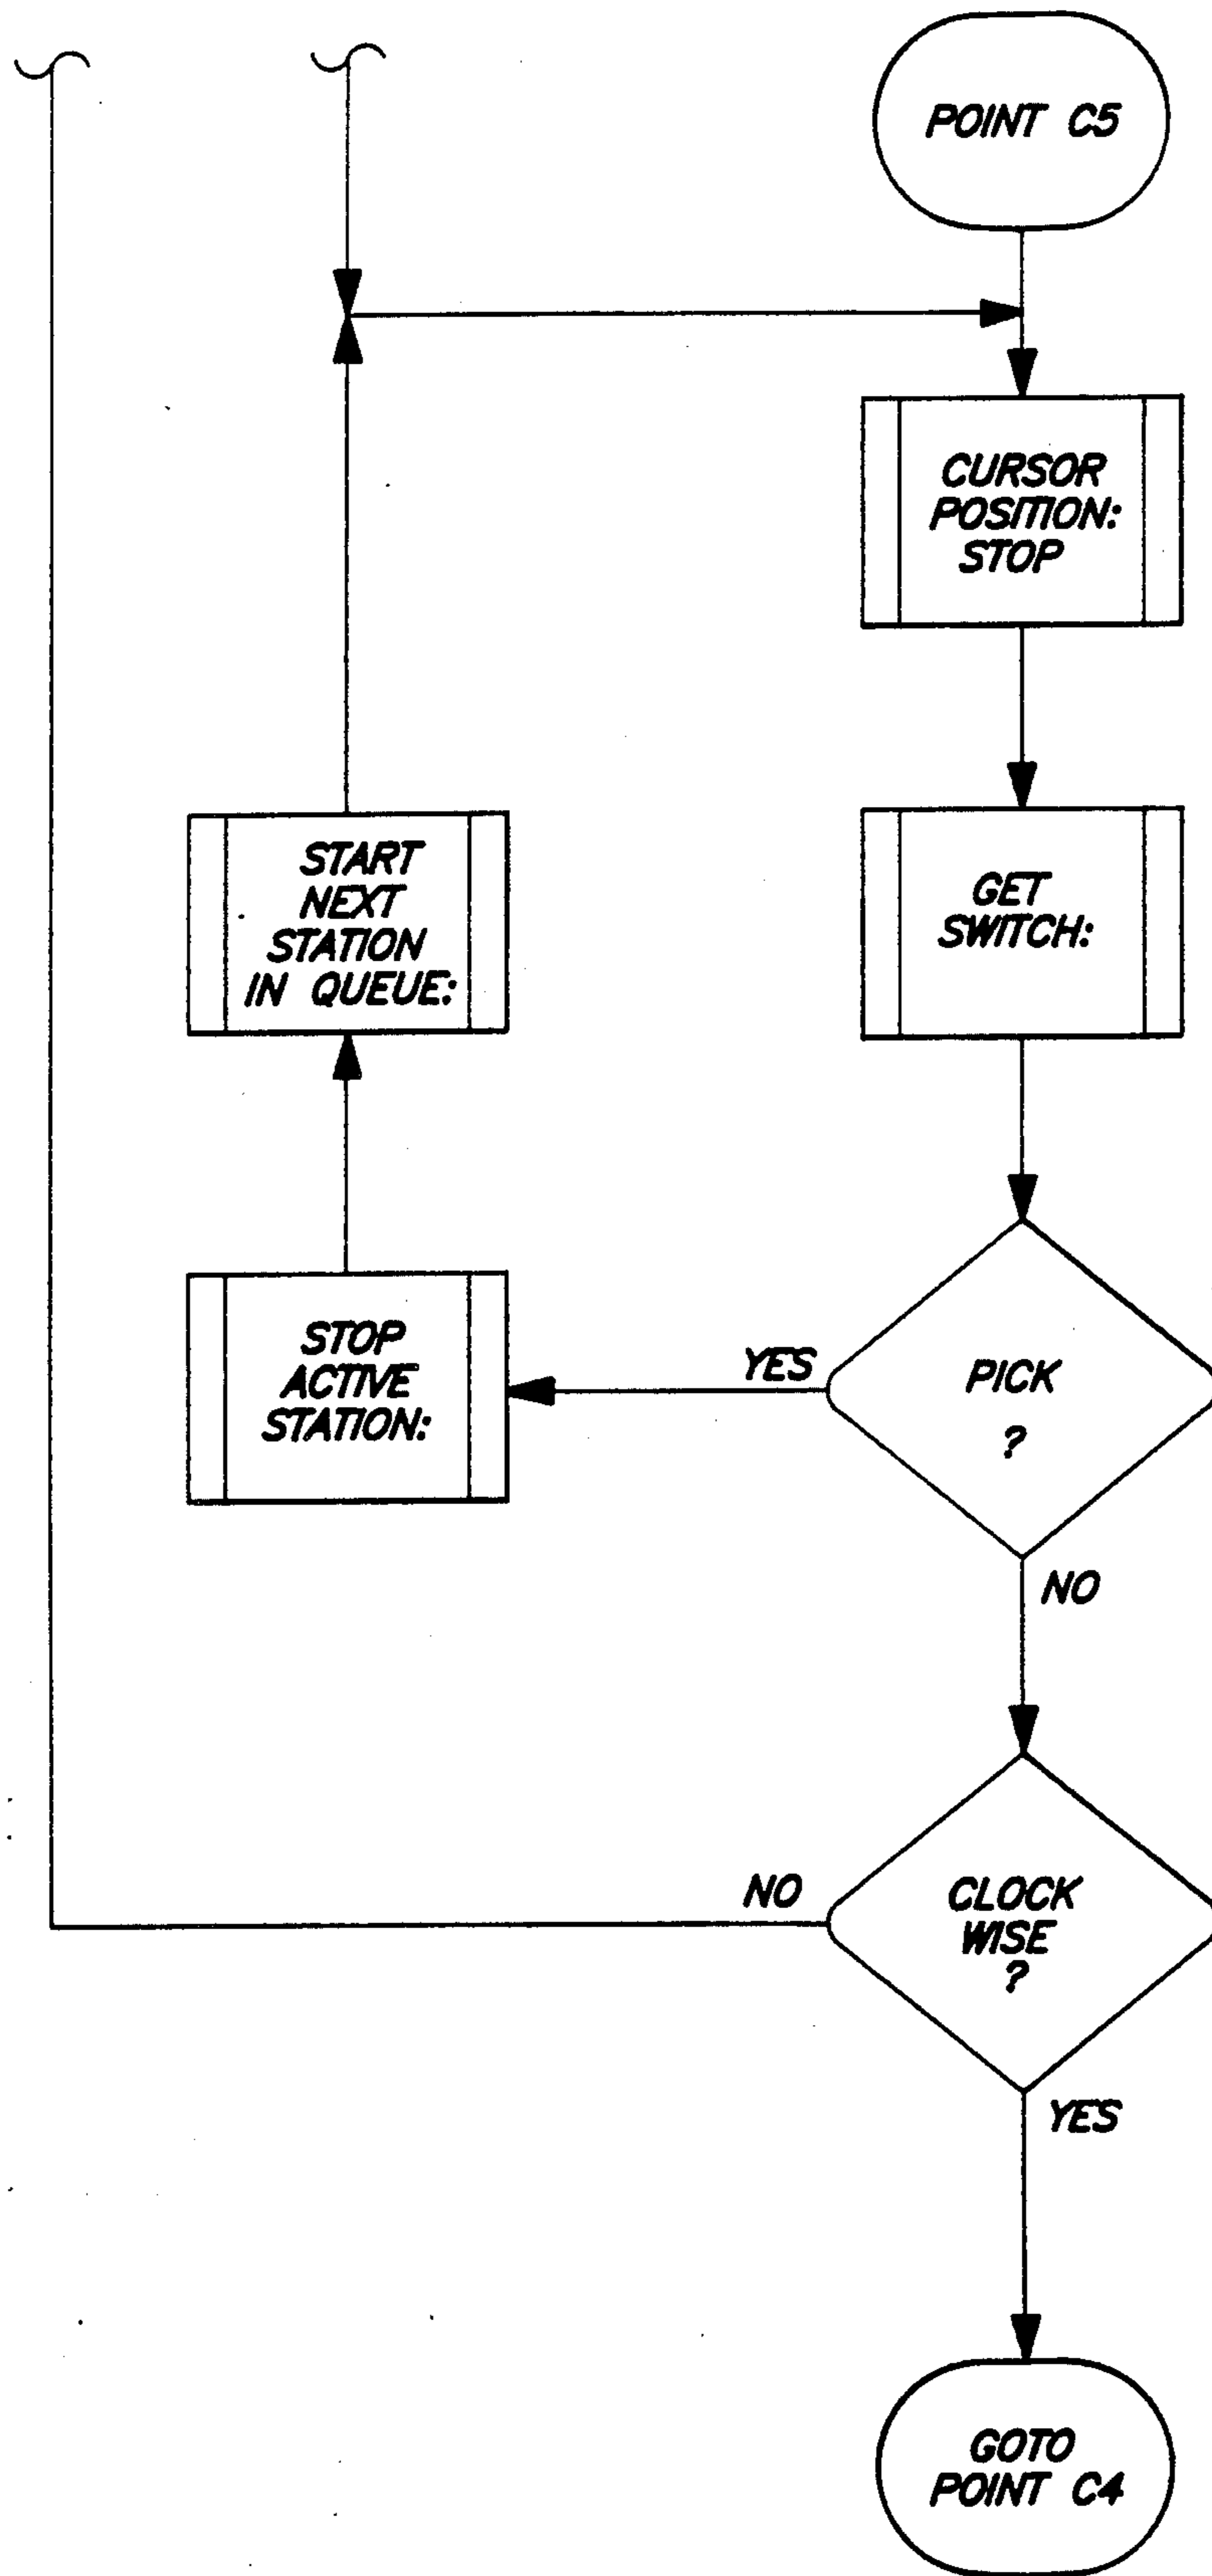 POINT C5
CURSOR
POSITION:
STOP
GET
SWITCH:
START
NEXT
STATION
IN QUEUE:
STOP
ACTIVE
STATION:
YES
PICK
?
NO
NO
CLOCK
WISE
?
YES
GOTO
POINT C4